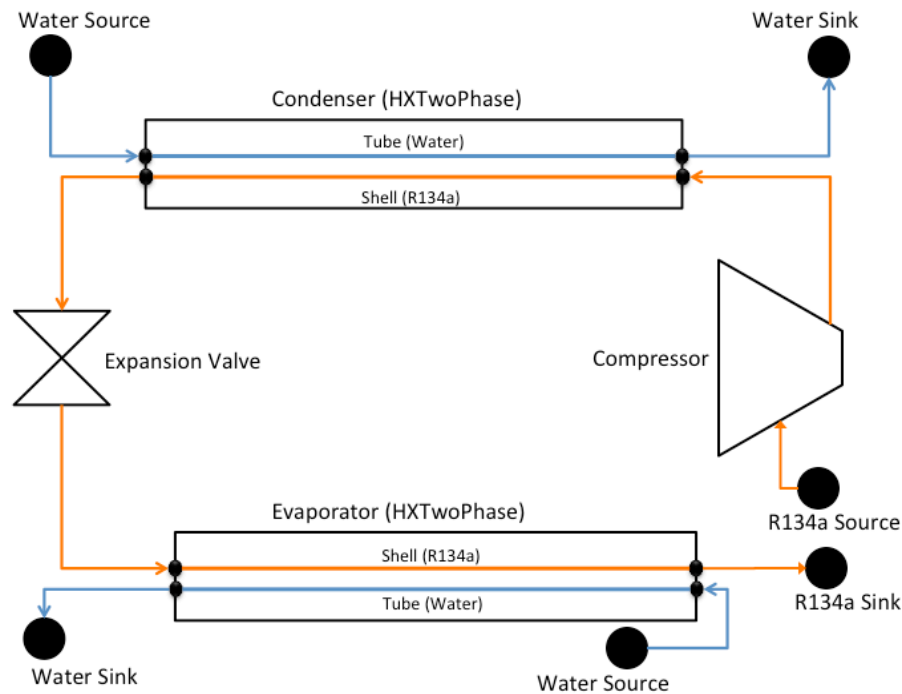 Water Source
Water Sink
Condenser (HXTwoPhase)
Tube (Water)
Shell (R134a)
Expansion Valve
Compressor
Evaporator (HXTwoPhase)
R134a Source
Shell (R134a)
R134a Sink
Tube (Water)
Water Sink
Water Source